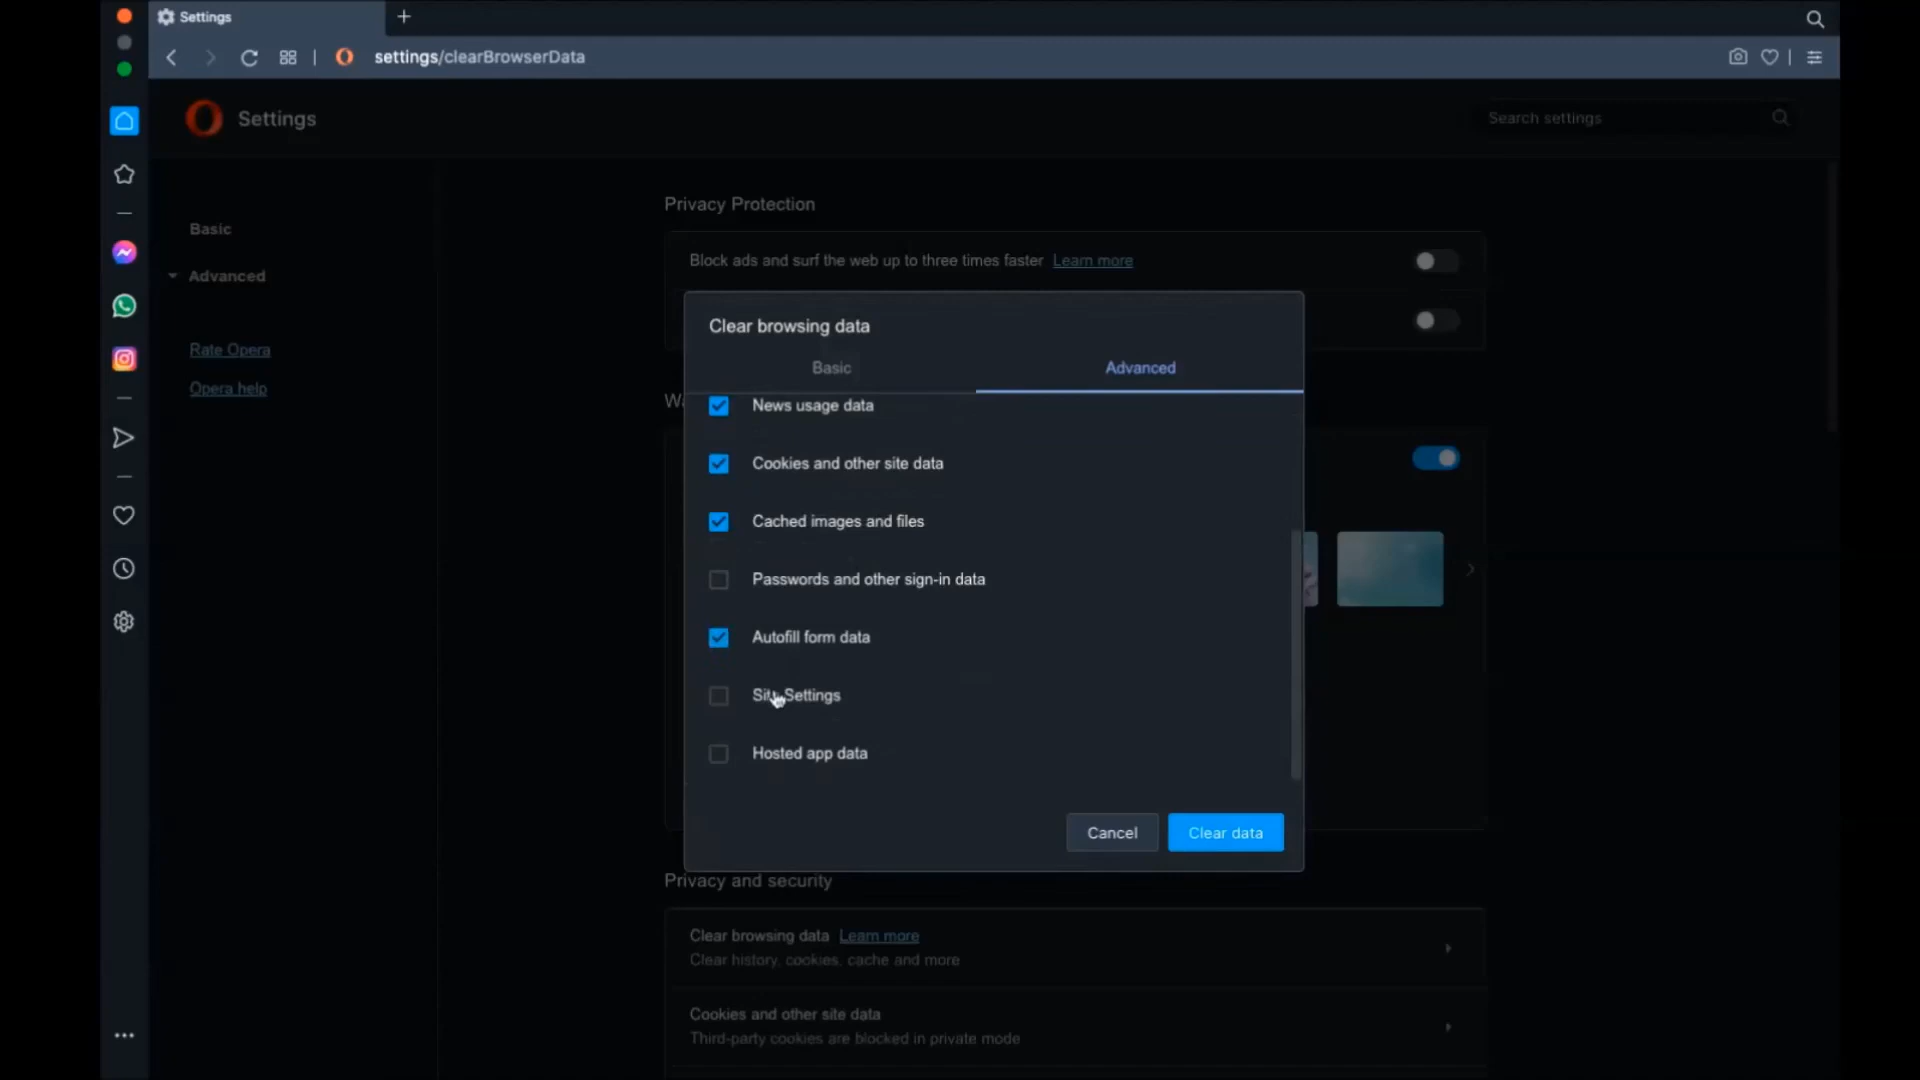 Settings
settings/clearBrowserData
Settings
Search settings
Basic
Advanced
Rate Opera
Opera help
Privacy Protection
Block ads and surf the web up to three times faster Learn more
Clear browsing data
Basic
Advanced
News usage data
Cookies and other site data
Cached images and files
Passwords and other sign-in data
Autofill form data
Site Settings
Hosted app data
Cancel
Clear data
Privacy and security
Clear browsing data Learn more
Clear history, cookies, cache and more
Cookies and other site data
Third-party cookies are blocked in private mode